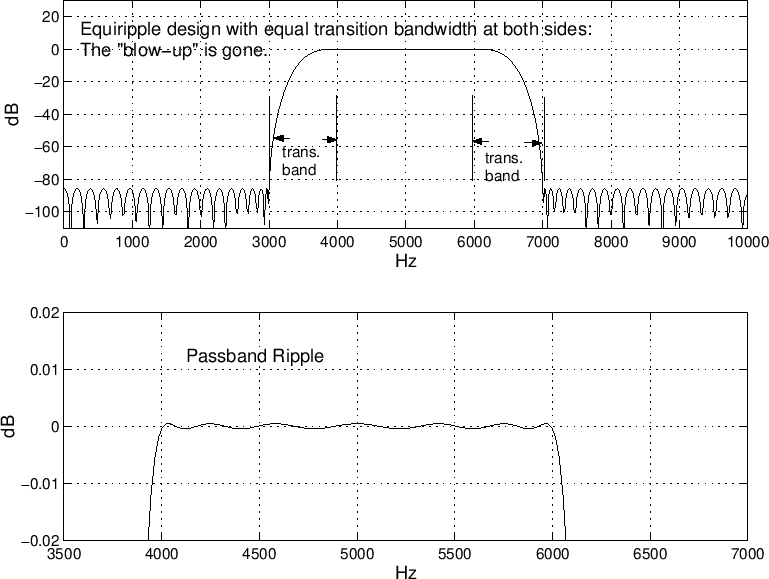 Equiripple design with equal transition bandwidth at both sides:
The "blow−up" is gone.
20
0
−20
−40
−60
−80
−100
dB
trans.
band
trans.
band
0 1000 2000 3000 4000 5000 6000 7000 8000 9000 10000
Hz
Passband Ripple
0.02
0.01
0
−0.01
−0.02
dB
3500 4000 4500 5000 5500 6000 6500 7000
Hz